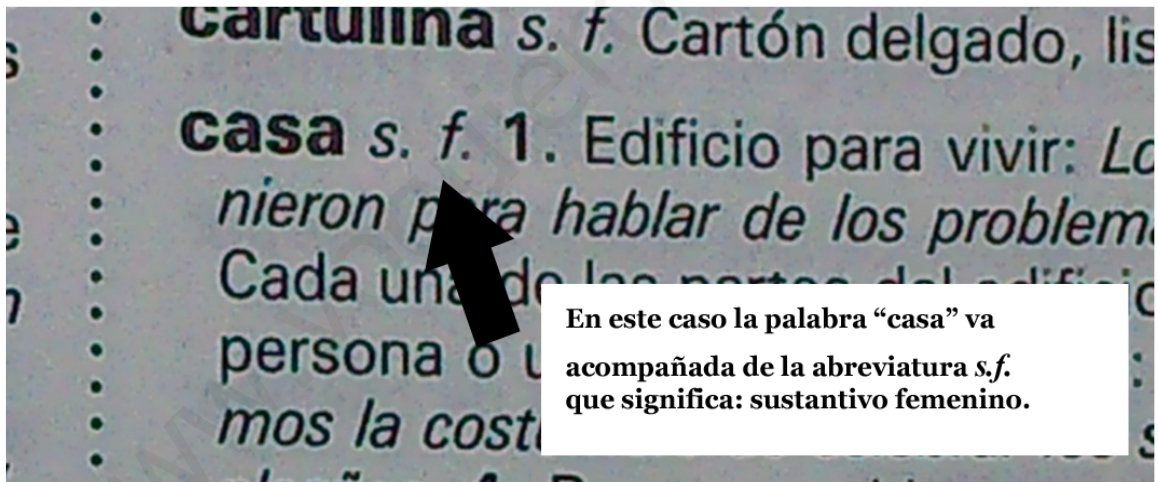 cartulina s. f. Cartón delgado, lis
casa s. f. 1. Edificio para vivir: Lo
nieron para hablar de los problem
Cada una de las partes del edific
persona o u
mos la cost
En este caso la palabra “casa” va
acompañada de la abreviatura s.f.
que significa: sustantivo femenino.